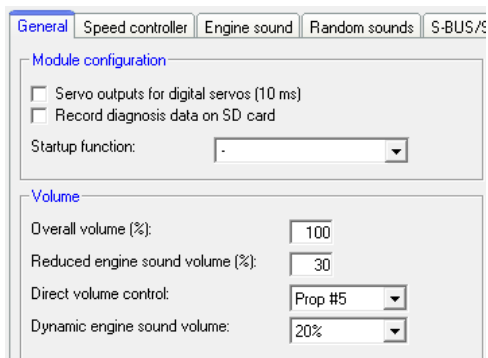 General Speed controller Engine sound Random sounds S-BUS/S
Module configuration
Servo outputs for digital servos (10 ms)
Record diagnosis data on SD card
Startup function: -
Volume
Overall volume (%): 100
Reduced engine sound volume (%): 30
Direct volume control: Prop #5
Dynamic engine sound volume: 20%